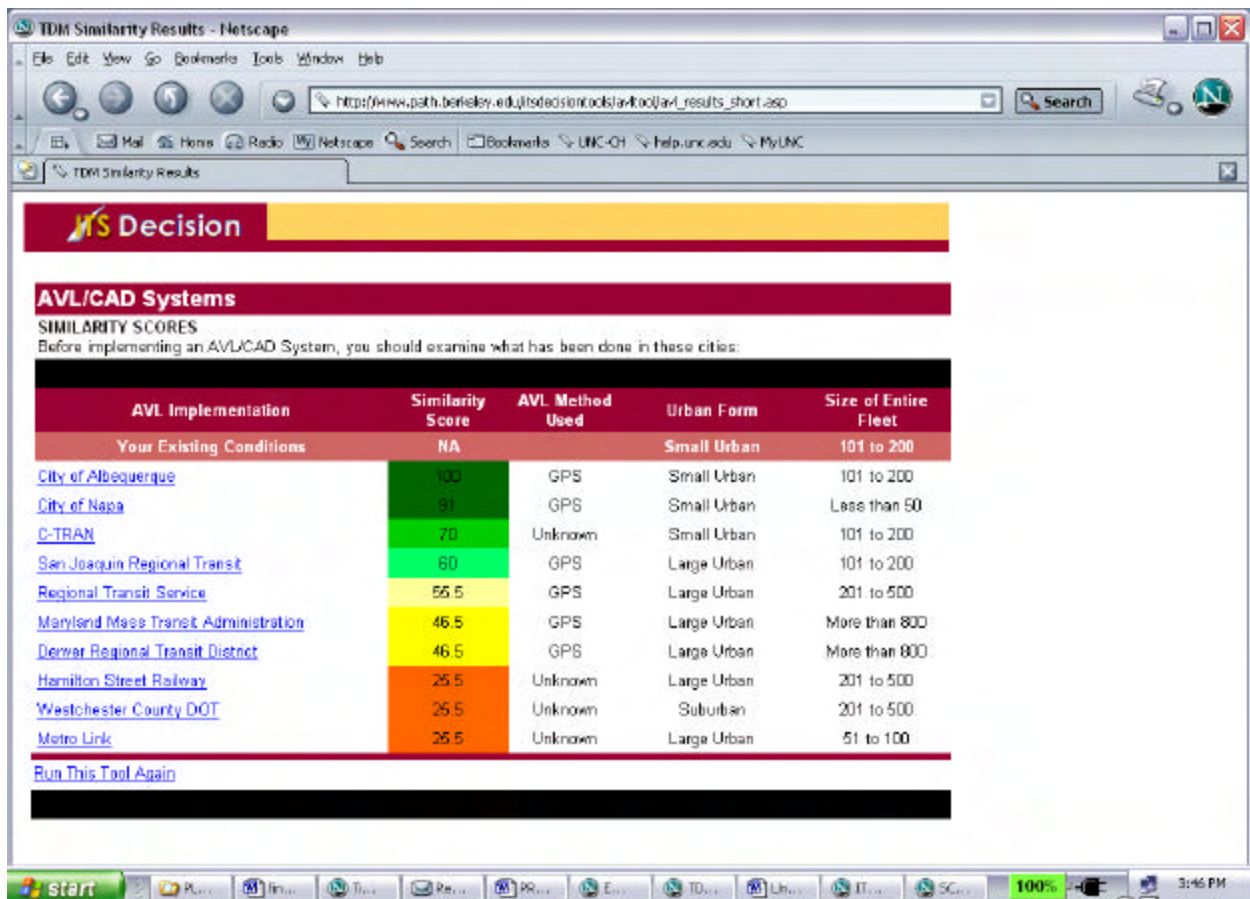 TDM Similarity Results - Netscape
File Edit View Go Bookmarks Tools Window Help
http://www.path.berkeley.edu/itsdecisiontools/avltool/avl_results_short.asp
Search
N
Mail Home Radio Netscape Search Bookmarks UNC-CH help.unc.edu MyUNC
TDM Similarity Results
ITS Decision
AVL/CAD Systems
SIMILARITY SCORES
Before implementing an AVL/CAD System, you should examine what has been done in these cities:
AVL Implementation Similarity Score AVL Method Used Urban Form Size of Entire Fleet
Your Existing Conditions NA Small Urban 101 to 200
City of Albequerque 100 GPS Small Urban 101 to 200
City of Napa 91 GPS Small Urban Less than 50
C-TRAN 70 Unknown Small Urban 101 to 200
San Joaquin Regional Transit 60 GPS Large Urban 101 to 200
Regional Transit Service 55.5 GPS Large Urban 201 to 500
Maryland Mass Transit Administration 46.5 GPS Large Urban More than 800
Denver Regional Transit District 46.5 GPS Large Urban More than 800
Hamilton Street Railway 25.5 Unknown Large Urban 201 to 500
Westchester County DOT 25.5 Unknown Suburban 201 to 500
Metro Link 25.5 Unknown Large Urban 51 to 100
Run This Tool Again
start PL... fin... Ti... Re... PR... E... TD... Lin... IT... SC... 100% 3:46 PM